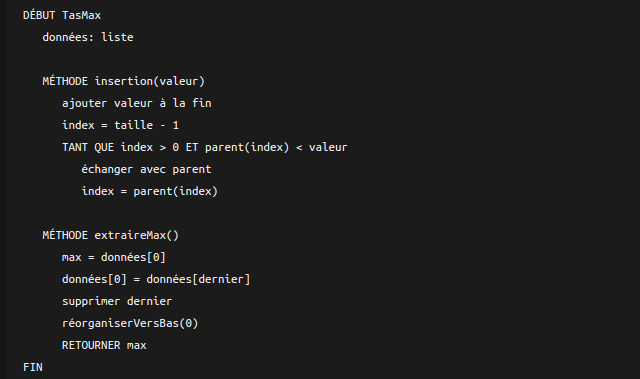 DÉBUT TasMax
données: liste
MÉTHODE insertion(valeur)
ajouter valeur à la fin
index = taille - 1
TANT QUE index > 0 ET parent(index) < valeur
échanger avec parent
index = parent(index)
MÉTHODE extraireMax()
max = données[0]
données[0] = données[dernier]
supprimer dernier
réorganiserVersBas(0)
RETOURNER max
FIN